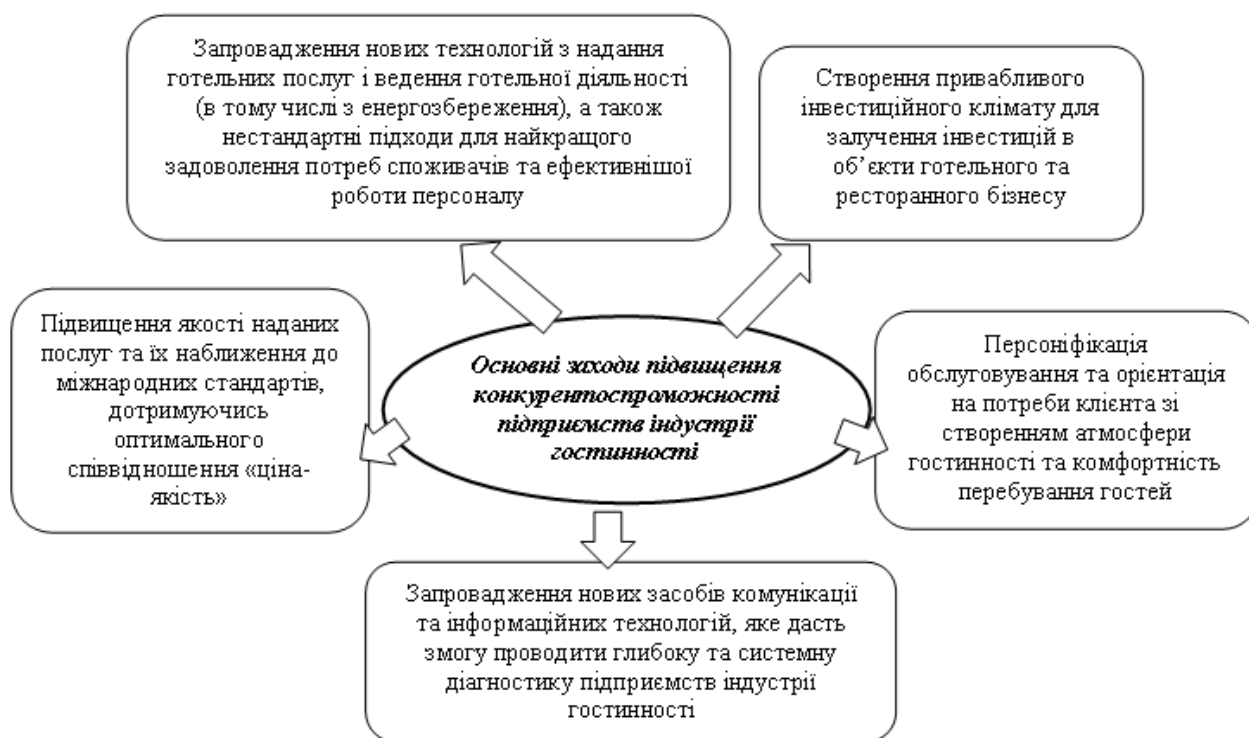 Запровадження нових технологій з надання
готельних послуг і ведення готельної діяльності
(в тому числі з енергозбереження), а також
нестандартні підходи для найкращого
задоволення потреб споживачів та ефективнішої
роботи персоналу
Створення привабливого
інвестиційного клімату для
залучення інвестицій в
об’єкти готельного та
ресторанного бізнесу
Підвищення якості наданих
послуг та їх наближення до
міжнародних стандартів,
дотримуючись
оптимального
співвідношення «ціна-
якість»
Основні заходи підвищення
конкурентоспроможності
підприємств індустрії
гостинності
Персоніфікація
обслуговування та орієнтація
на потреби клієнта зі
створенням атмосфери
гостинності та комфортність
перебування гостей
Запровадження нових засобів комунікації
та інформаційних технологій, яке дасть
змогу проводити глибоку та системну
діагностику підприємств індустрії
гостинності